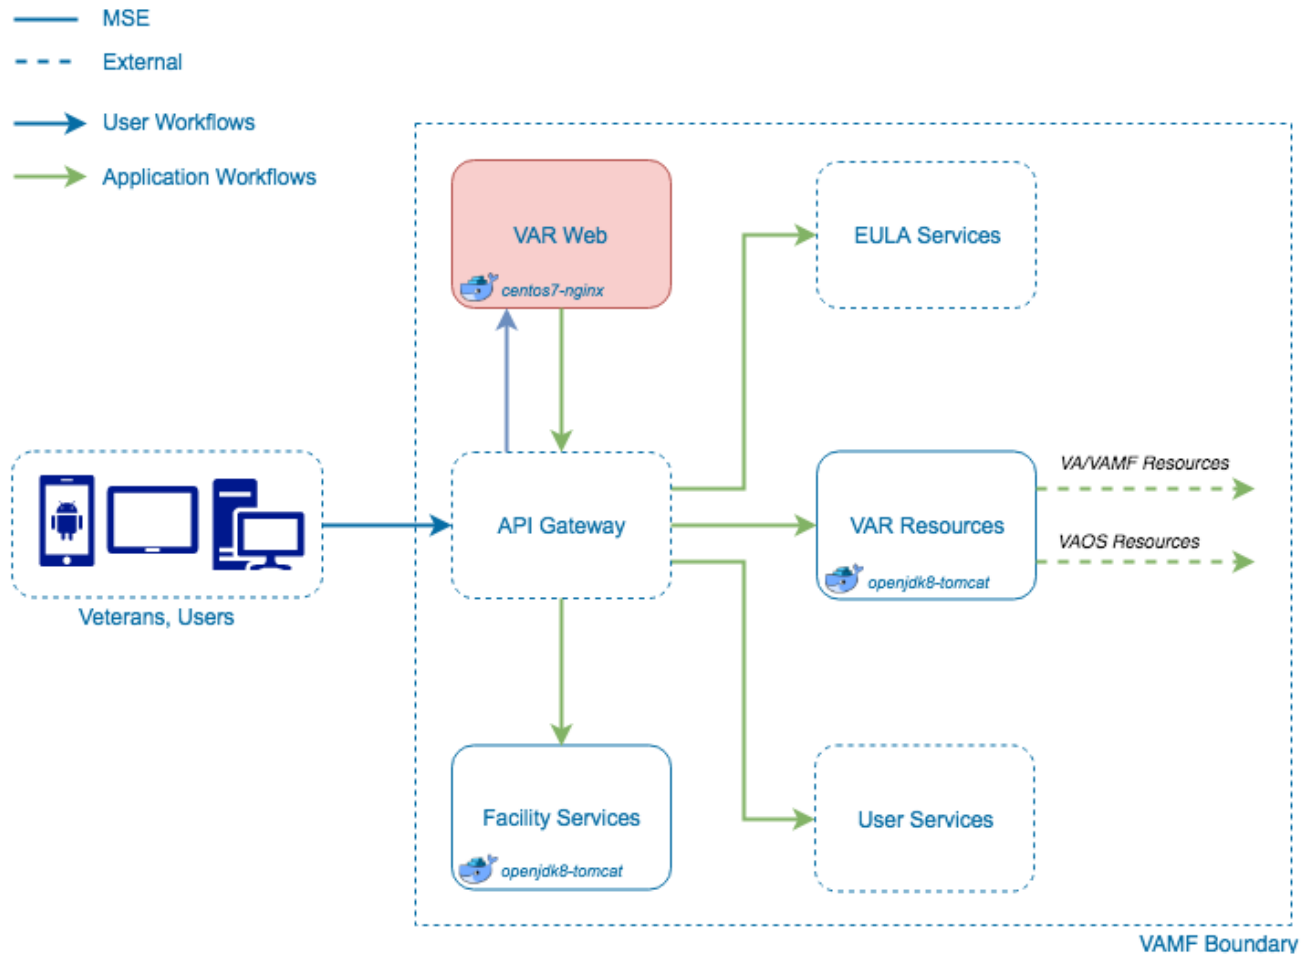 MSE
External
User Workflows
Application Workflows
VAR Web
centos7-nginx
EULA Services
API Gateway
VAR Resources
openjdk8-tomcat
VA/VAMF Resources
VAOS Resources
Veterans, Users
Facility Services
openjdk8-tomcat
User Services
VAMF Boundary